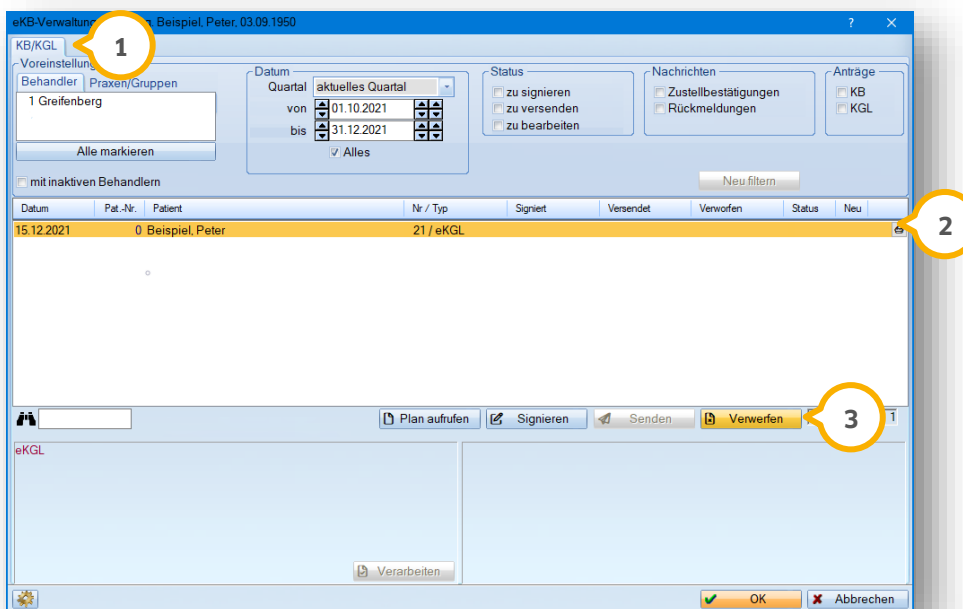 eKB-Verwaltung Beispiel, Peter, 03.09.1950 ?
KB/KGL 1
Voreinstellung
Behandler Praxen/Gruppen
1 Greifenberg
Alle markieren
mit inaktiven Behandlern
Datum
Quartal aktuelles Quartal
von 01.10.2021
bis 31.12.2021
Alles
Status
zu signieren
zu versenden
zu bearbeiten
Nachrichten
Zustellbestätigungen
Rückmeldungen
Anträge
KB
KGL
Neu filtern
Datum Pat.-Nr. Patient Nr / Typ Signiert Versendet Verworfen Status Neu
15.12.2021 0 Beispiel, Peter 21 / eKGL 2
Plan aufrufen Signieren Senden Verwerfen 3 1
eKGL
Verarbeiten
OK Abbrechen